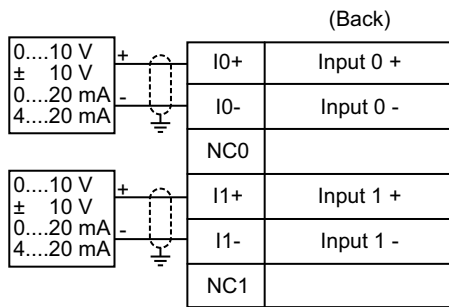 (Back)
0....10 V
± 10 V
0....20 mA
4....20 mA
+
-
I0+ Input 0 +
I0- Input 0 -
NC0
0....10 V
± 10 V
0....20 mA
4....20 mA
+
-
I1+ Input 1 +
I1- Input 1 -
NC1